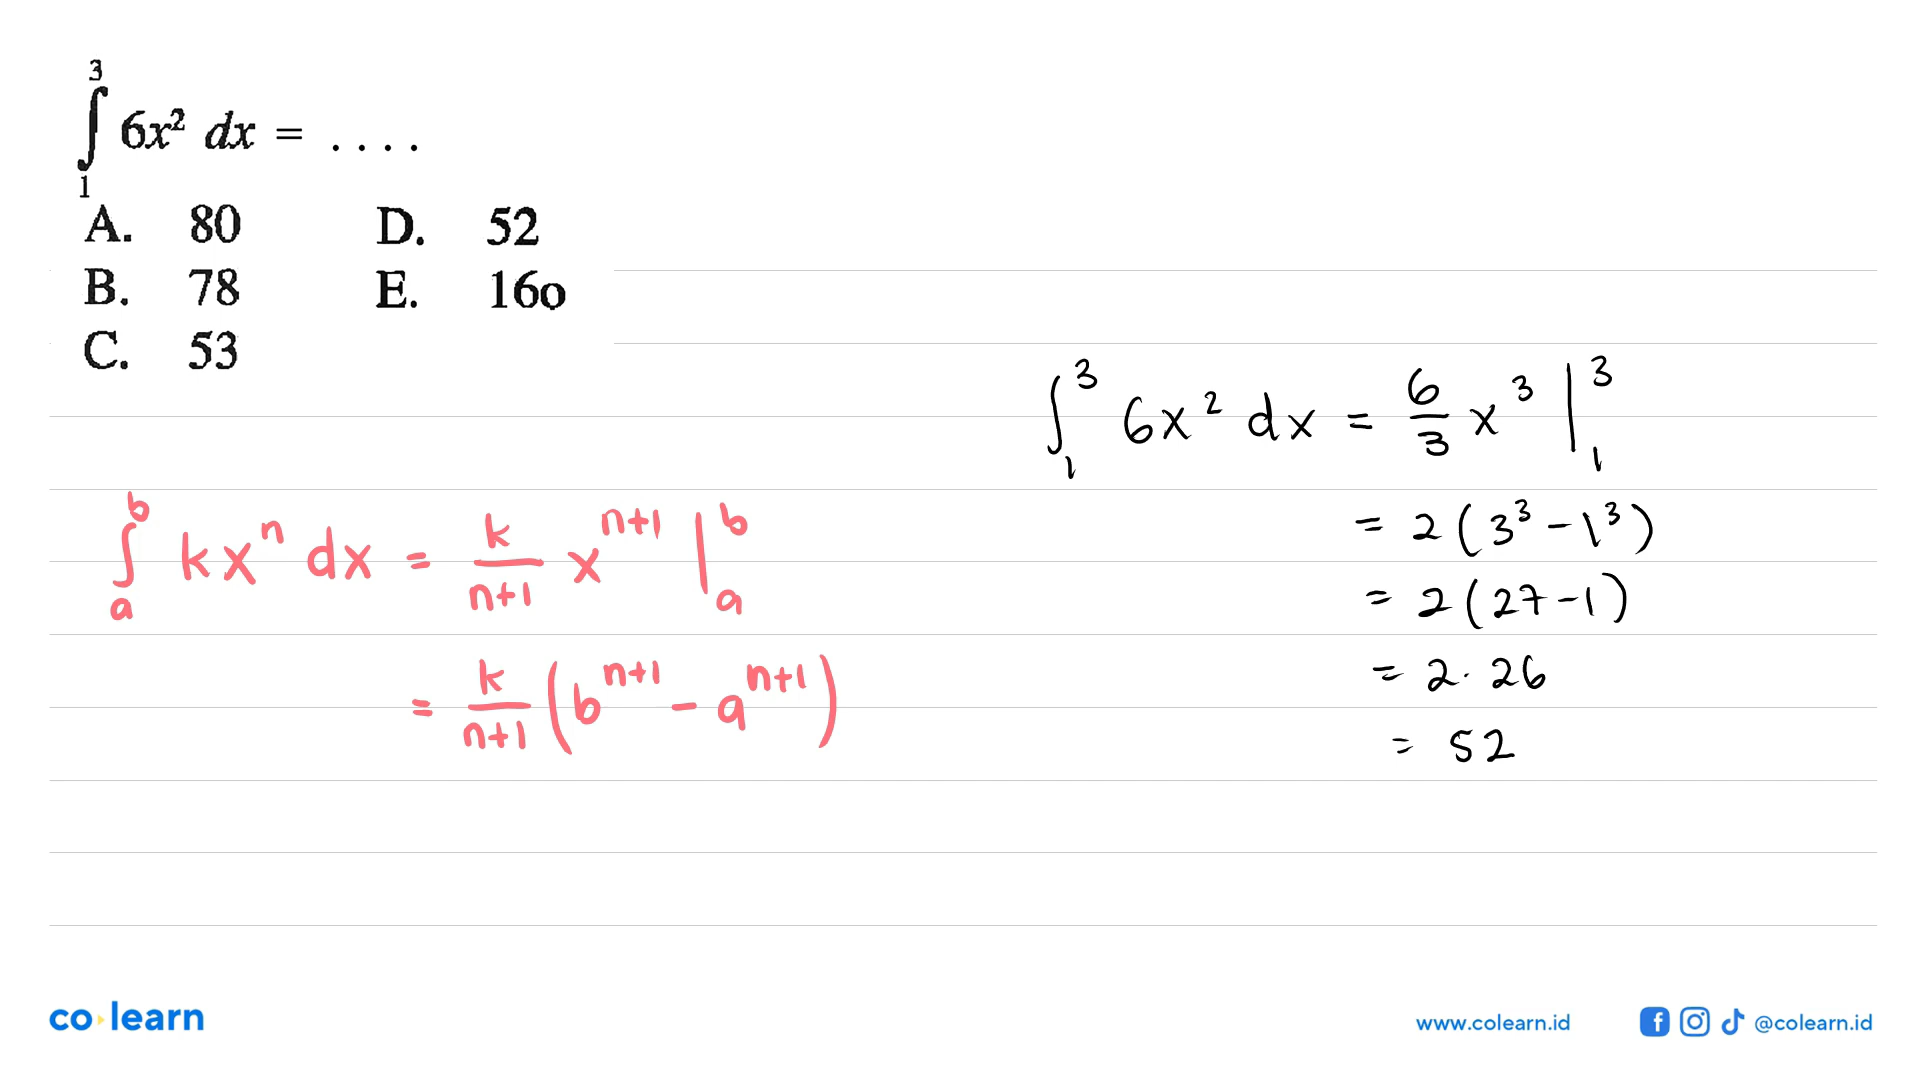 ∫₁³ 6x² dx = ....
A. 80 D. 52
B. 78 E. 16o
C. 53
∫ₐᵇ kxⁿ dx = k/(n+1) xⁿ⁺¹ |ₐᵇ
= k/(n+1) (bⁿ⁺¹ - aⁿ⁺¹)
∫₁³ 6x² dx = 6/3 x³ |₁³
= 2(3³ - 1³)
= 2(27 - 1)
= 2 . 26
= 52
co learn
www.colearn.id @colearn.id